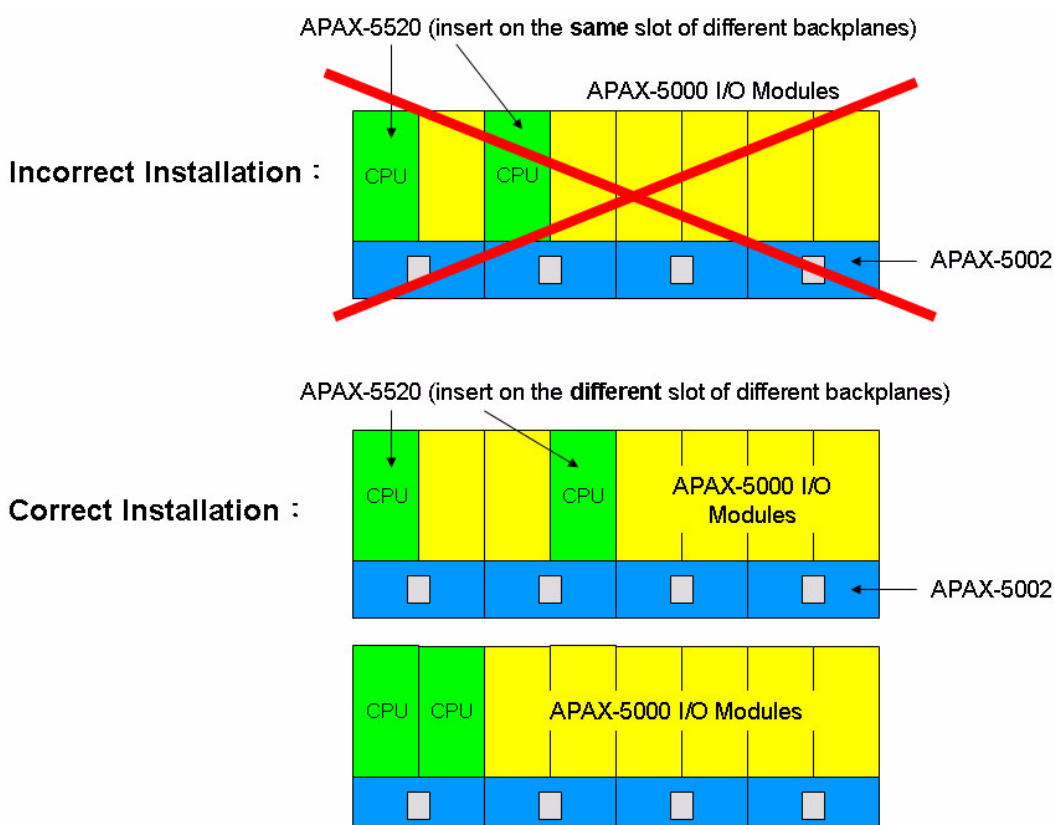 APAX-5520 (insert on the same slot of different backplanes)
APAX-5000 I/O Modules
Incorrect Installation：
CPU
CPU
APAX-5002
APAX-5520 (insert on the different slot of different backplanes)
Correct Installation：
CPU
CPU
APAX-5000 I/O
Modules
APAX-5002
CPU
CPU
APAX-5000 I/O Modules